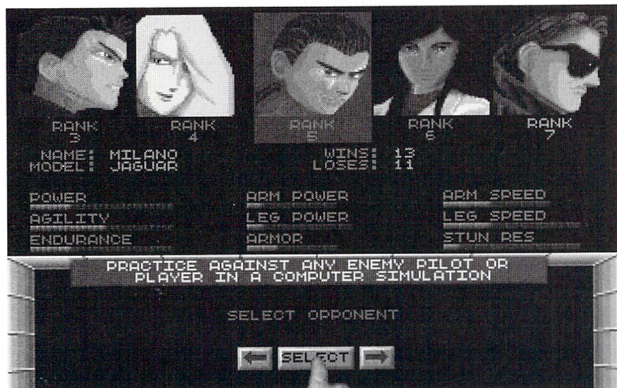 RANK RANK RANK RANK RANK
3 4 5 6 7
NAME: MILANO WINS: 13
MODEL: JAGUAR LOSES: 11
POWER ARM POWER ARM SPEED
AGILITY LEG POWER LEG SPEED
ENDURANCE ARMOR STUN RES
PRACTICE AGAINST ANY ENEMY PILOT OR
PLAYER IN A COMPUTER SIMULATION
SELECT OPPONENT
SELECT